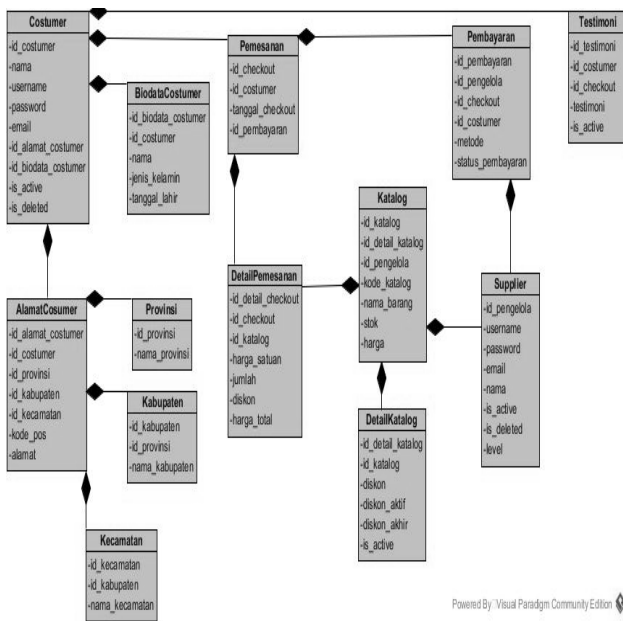 Costumer
-id_costumer
-nama
-username
-password
-email
-id_alamat_costumer
-id_biodata_costumer
-is_active
-is_deleted
BiodataCostumer
-id_biodata_costumer
-id_costumer
-nama
-jenis_kelamin
-tanggal_lahir
Pemesanan
-id_checkout
-id_costumer
-tanggal_checkout
-id_pembayaran
Pembayaran
-id_pembayaran
-id_pengelola
-id_checkout
-id_costumer
-metode
-status_pembayaran
Testimoni
-id_testimoni
-id_costumer
-id_checkout
-testimoni
-is_active
AlamatCosumer
-id_alamat_costumer
-id_costumer
-id_provinsi
-id_kabupaten
-id_kecamatan
-kode_pos
-alamat
Provinsi
-id_provinsi
-nama_provinsi
Kabupaten
-id_kabupaten
-id_provinsi
-nama_kabupaten
Kecamatan
-id_kecamatan
-id_kabupaten
-nama_kecamatan
DetailPemesanan
-id_detail_checkout
-id_checkout
-id_katalog
-harga_satuan
-jumlah
-diskon
-harga_total
Katalog
-id_katalog
-id_detail_katalog
-id_pengelola
-kode_katalog
-nama_barang
-stok
-harga
DetailKatalog
-id_detail_katalog
-id_katalog
-diskon
-diskon_aktif
-diskon_akhir
-is_active
Supplier
-id_pengelola
-username
-password
-email
-nama
-is_active
-is_deleted
-level
Powered By Visual Paradigm Community Edition